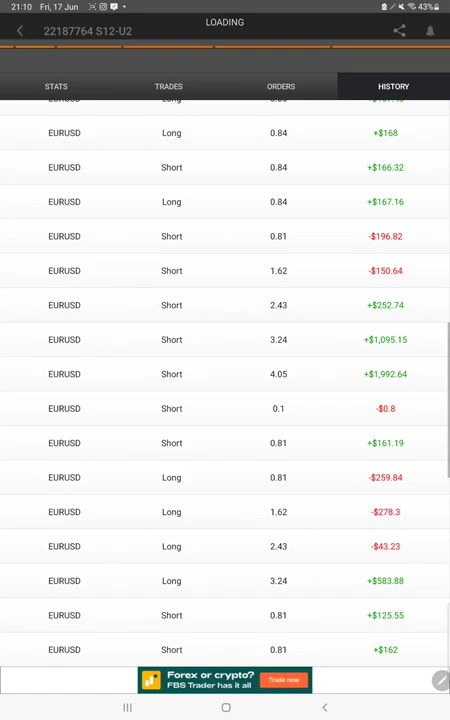 21:10 Fri, 17 Jun 43%
LOADING
22187764 S12-U2
STATS TRADES ORDERS HISTORY
EURUSD Long
EURUSD Long 0.84 +$168
EURUSD Short 0.84 +$166.32
EURUSD Long 0.84 +$167.16
EURUSD Short 0.81 -$196.82
EURUSD Short 1.62 -$150.64
EURUSD Short 2.43 +$252.74
EURUSD Short 3.24 +$1,095.15
EURUSD Short 4.05 +$1,992.64
EURUSD Short 0.1 -$0.8
EURUSD Short 0.81 +$161.19
EURUSD Long 0.81 -$259.84
EURUSD Long 1.62 -$278.3
EURUSD Long 2.43 -$43.23
EURUSD Long 3.24 +$583.88
EURUSD Short 0.81 +$125.55
EURUSD Short 0.81 +$162
Forex or crypto?
FBS Trader has it all
Trade now